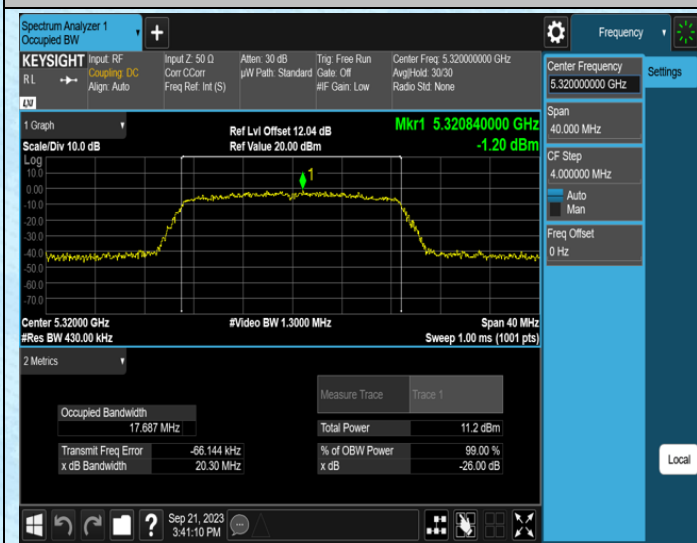 Spectrum Analyzer 1
Occupied BW
Frequency
KEYSIGHT
R L
LXI
Input: RF
Coupling: DC
Align: Auto
Input Z: 50 Ω
Corr CCorr
Freq Ref: Int (S)
Atten: 30 dB
µW Path: Standard
Trig: Free Run
Gate: Off
#IF Gain: Low
Center Freq: 5.320000000 GHz
Avg|Hold: 30/30
Radio Std: None
1 Graph
Scale/Div 10.0 dB
Ref Lvl Offset 12.04 dB
Ref Value 20.00 dBm
Mkr1 5.320840000 GHz
-1.20 dBm
Log
10.0
0.00
-10.0
-20.0
-30.0
-40.0
-50.0
-60.0
-70.0
1
Center 5.32000 GHz
#Res BW 430.00 kHz
#Video BW 1.3000 MHz
Span 40 MHz
Sweep 1.00 ms (1001 pts)
2 Metrics
Measure Trace
Trace 1
Occupied Bandwidth
17.687 MHz
Total Power
11.2 dBm
Transmit Freq Error
-66.144 kHz
% of OBW Power
99.00 %
x dB Bandwidth
20.30 MHz
x dB
-26.00 dB
?
Sep 21, 2023
3:41:10 PM
Center Frequency
5.320000000 GHz
Settings
Span
40.000 MHz
CF Step
4.000000 MHz
Auto
Man
Freq Offset
0 Hz
Local